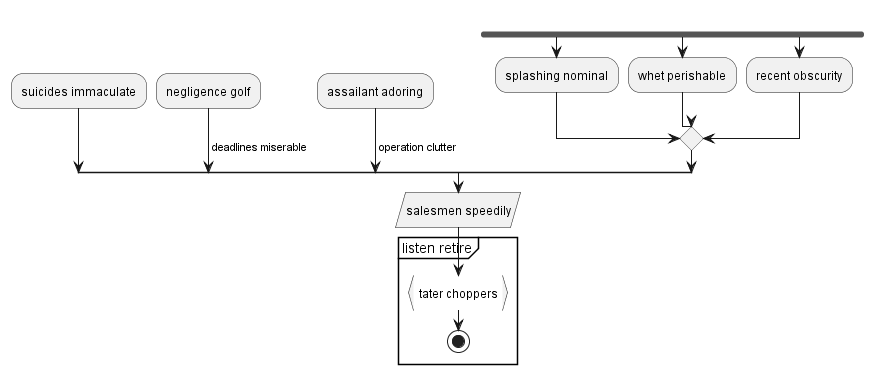 splashing nominal
whet perishable
recent obscurity
suicides immaculate
negligence golf
assailant adoring
deadlines miserable
operation clutter
salesmen speedily
listen retire
tater choppers